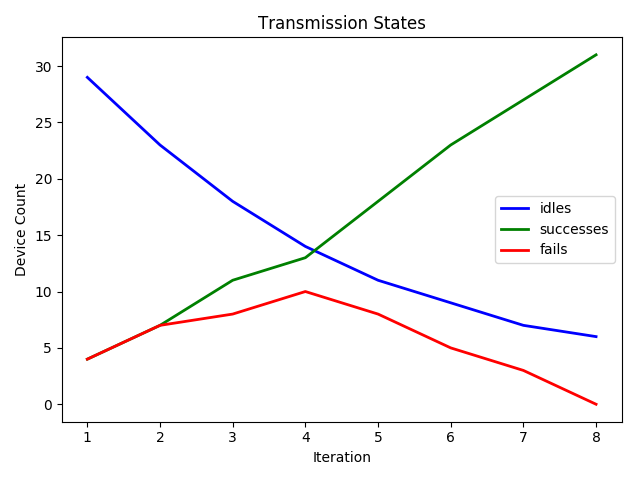 Transmission States
Device Count
30
25
20
15
10
5
0
idles
successes
fails
1 2 3 4 5 6 7 8
Iteration